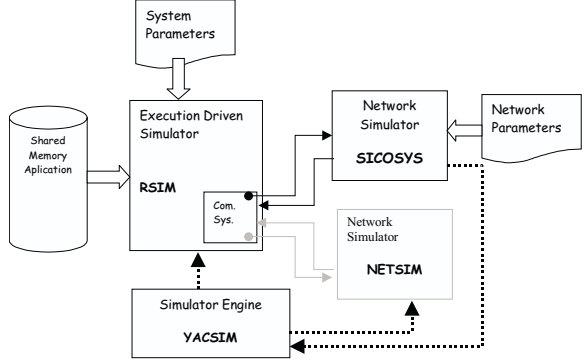 System
Parameters
Execution Driven
Simulator
RSIM
Com.
Sys.
Shared
Memory
Aplication
Network
Simulator
SICOSYS
Network
Parameters
Network
Simulator
NETSIM
Simulator Engine
YACSIM